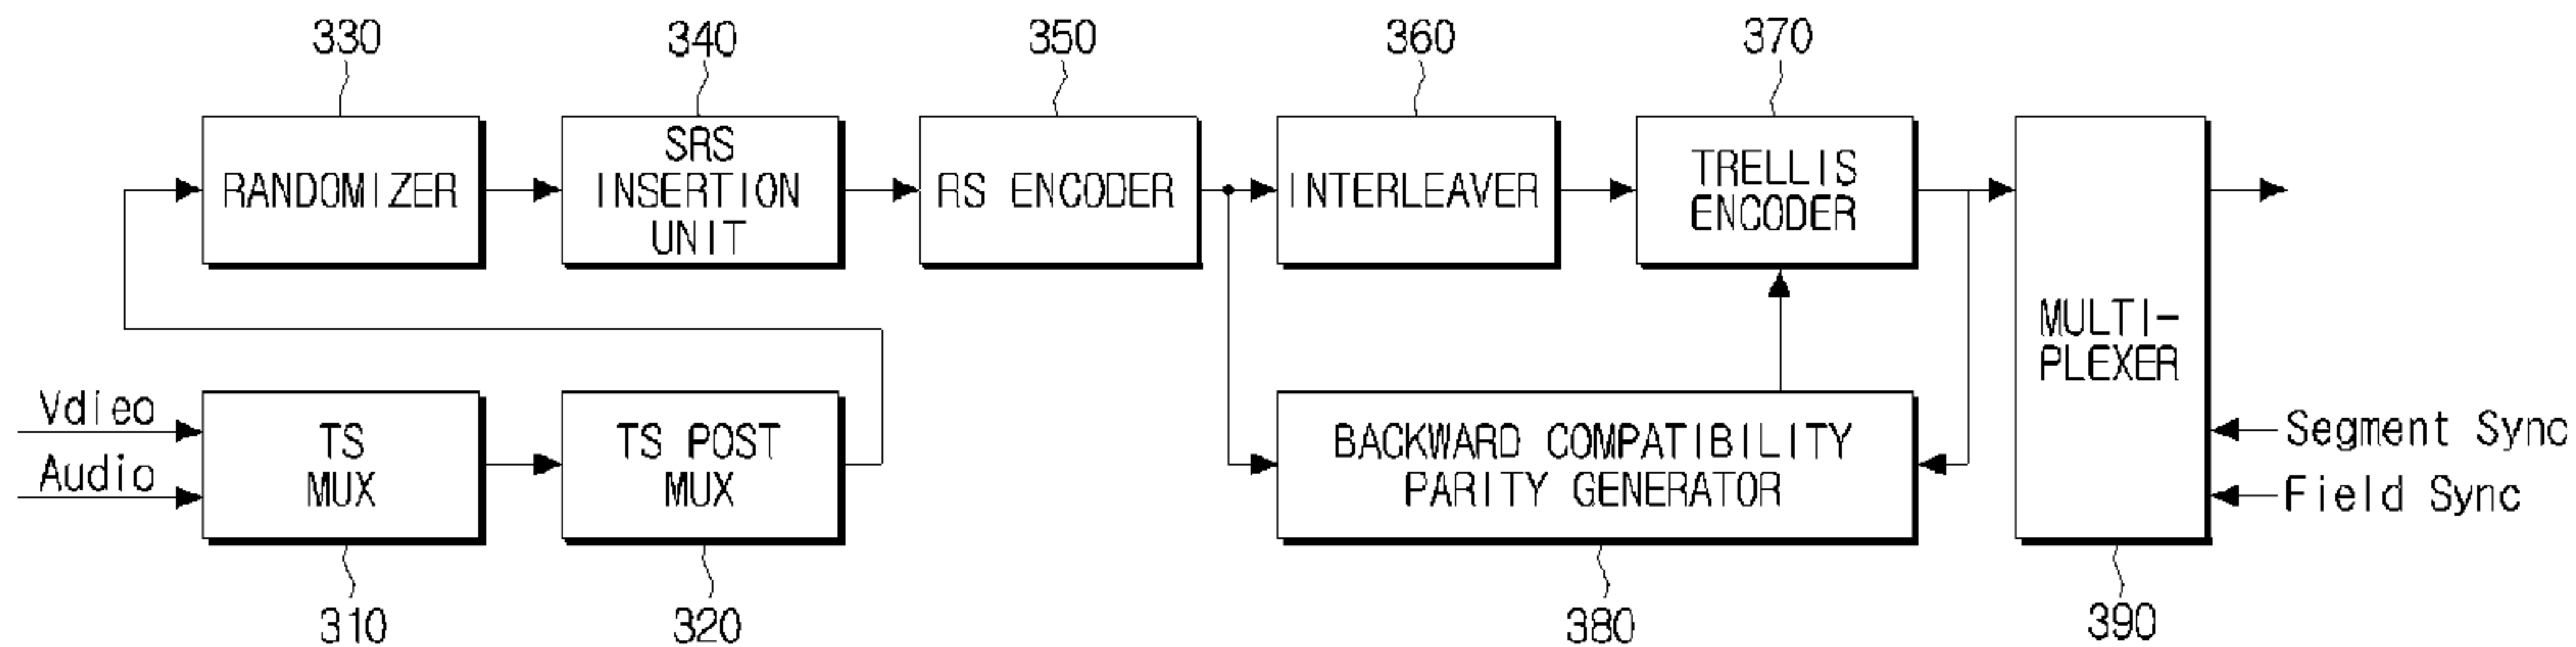 330
340
350
360
370
RANDOMIZER
SRS
INSERTION
UNIT
RS ENCODER
INTERLEAVER
TRELLIS
ENCODER
MULTI-
PLEXER
Vdieo
Audio
TS
MUX
TS POST
MUX
BACKWARD COMPATIBILITY
PARITY GENERATOR
Segment Sync
Field Sync
310
320
380
390